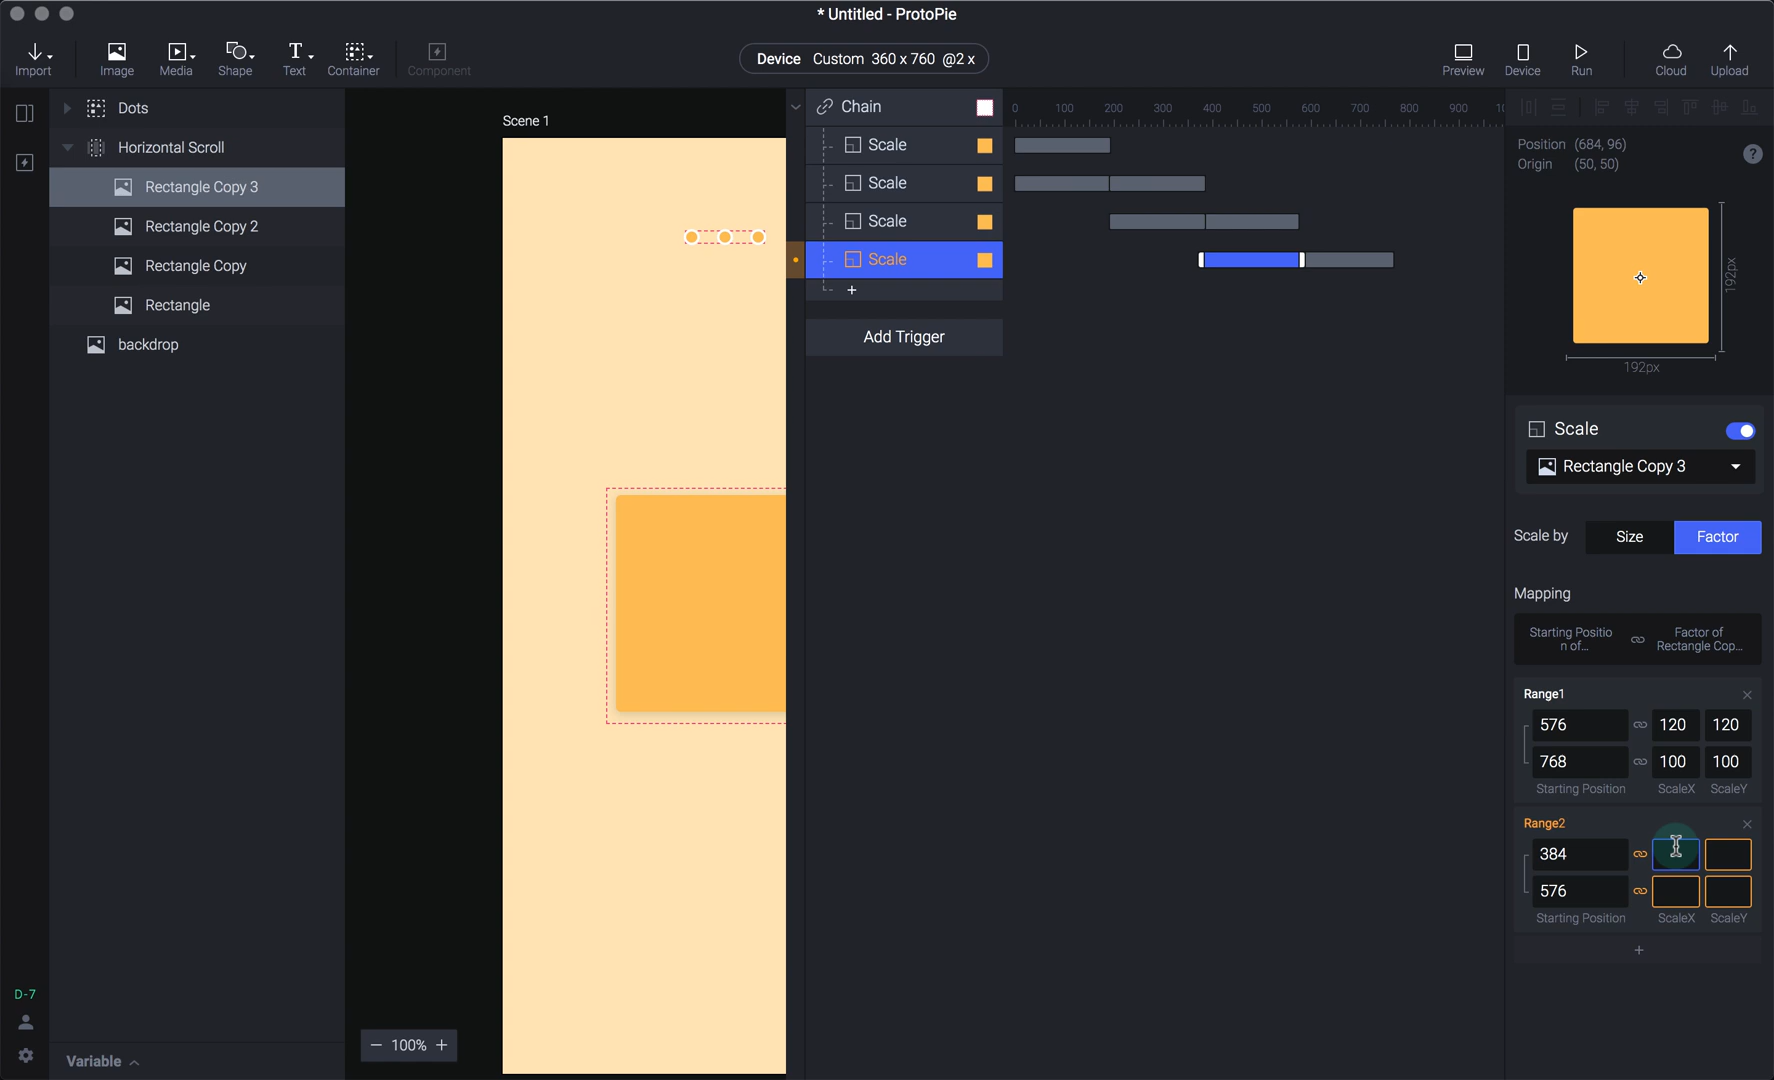 * Untitled - ProtoPie
Import
Image
Media
Shape
Text
Container
Component
Device Custom 360 x 760 @2 x
Preview
Device
Run
Cloud
Upload
Dots
Horizontal Scroll
Rectangle Copy 3
Rectangle Copy 2
Rectangle Copy
Rectangle
backdrop
Scene 1
Chain
Scale
Scale
Scale
Scale
+
Add Trigger
0 100 200 300 400 500 600 700 800 900 10
Position (684, 96)
Origin (50, 50)
?
192px
192px
Scale
Rectangle Copy 3
Scale by Size Factor
Mapping
Starting Positio
n of...
Factor of
Rectangle Cop...
Range1
576 120 120
768 100 100
Starting Position ScaleX ScaleY
Range2
384
576
Starting Position ScaleX ScaleY
+
D-7
− 100% +
Variable